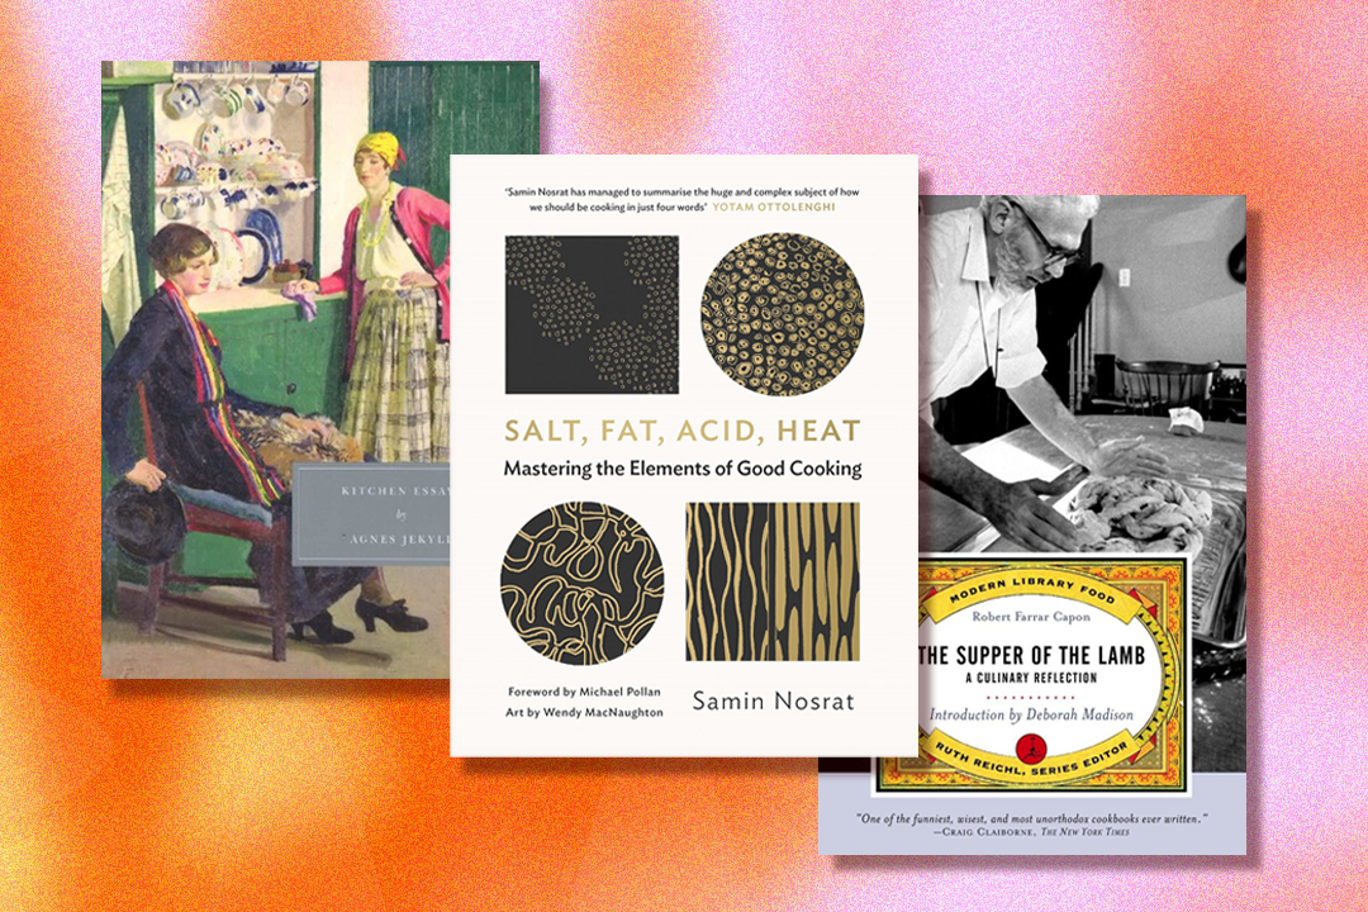 KITCHEN ESSAY
by
AGNES JEKYLL
'Samin Nosrat has managed to summarise the huge and complex subject of how
we should be cooking in just four words' YOTAM OTTOLENGHI
SALT, FAT, ACID, HEAT
Mastering the Elements of Good Cooking
Foreword by Michael Pollan
Art by Wendy MacNaughton
Samin Nosrat
MODERN LIBRARY FOOD
Robert Farrar Capon
THE SUPPER OF THE LAMB
A CULINARY REFLECTION
Introduction by Deborah Madison
RUTH REICHL, SERIES EDITOR
"One of the funniest, wisest, and most unorthodox cookbooks ever written."
—CRAIG CLAIBORNE, THE NEW YORK TIMES